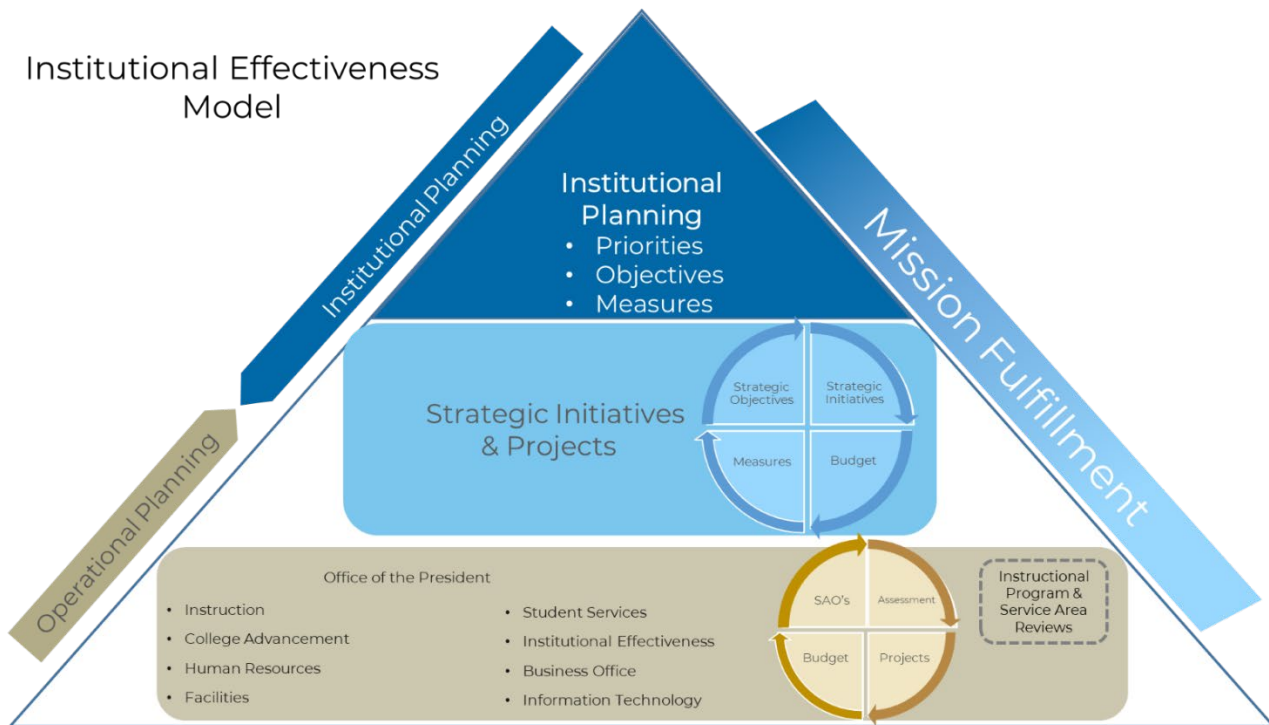 Institutional Effectiveness
Model
Institutional Planning
Operational Planning
Mission Fulfillment
Institutional
Planning
• Priorities
• Objectives
• Measures
Strategic Initiatives
& Projects
Strategic
Objectives
Strategic
Initiatives
Measures
Budget
Office of the President
• Instruction
• College Advancement
• Human Resources
• Facilities
• Student Services
• Institutional Effectiveness
• Business Office
• Information Technology
SAO's
Assessment
Budget
Projects
Instructional
Program &
Service Area
Reviews